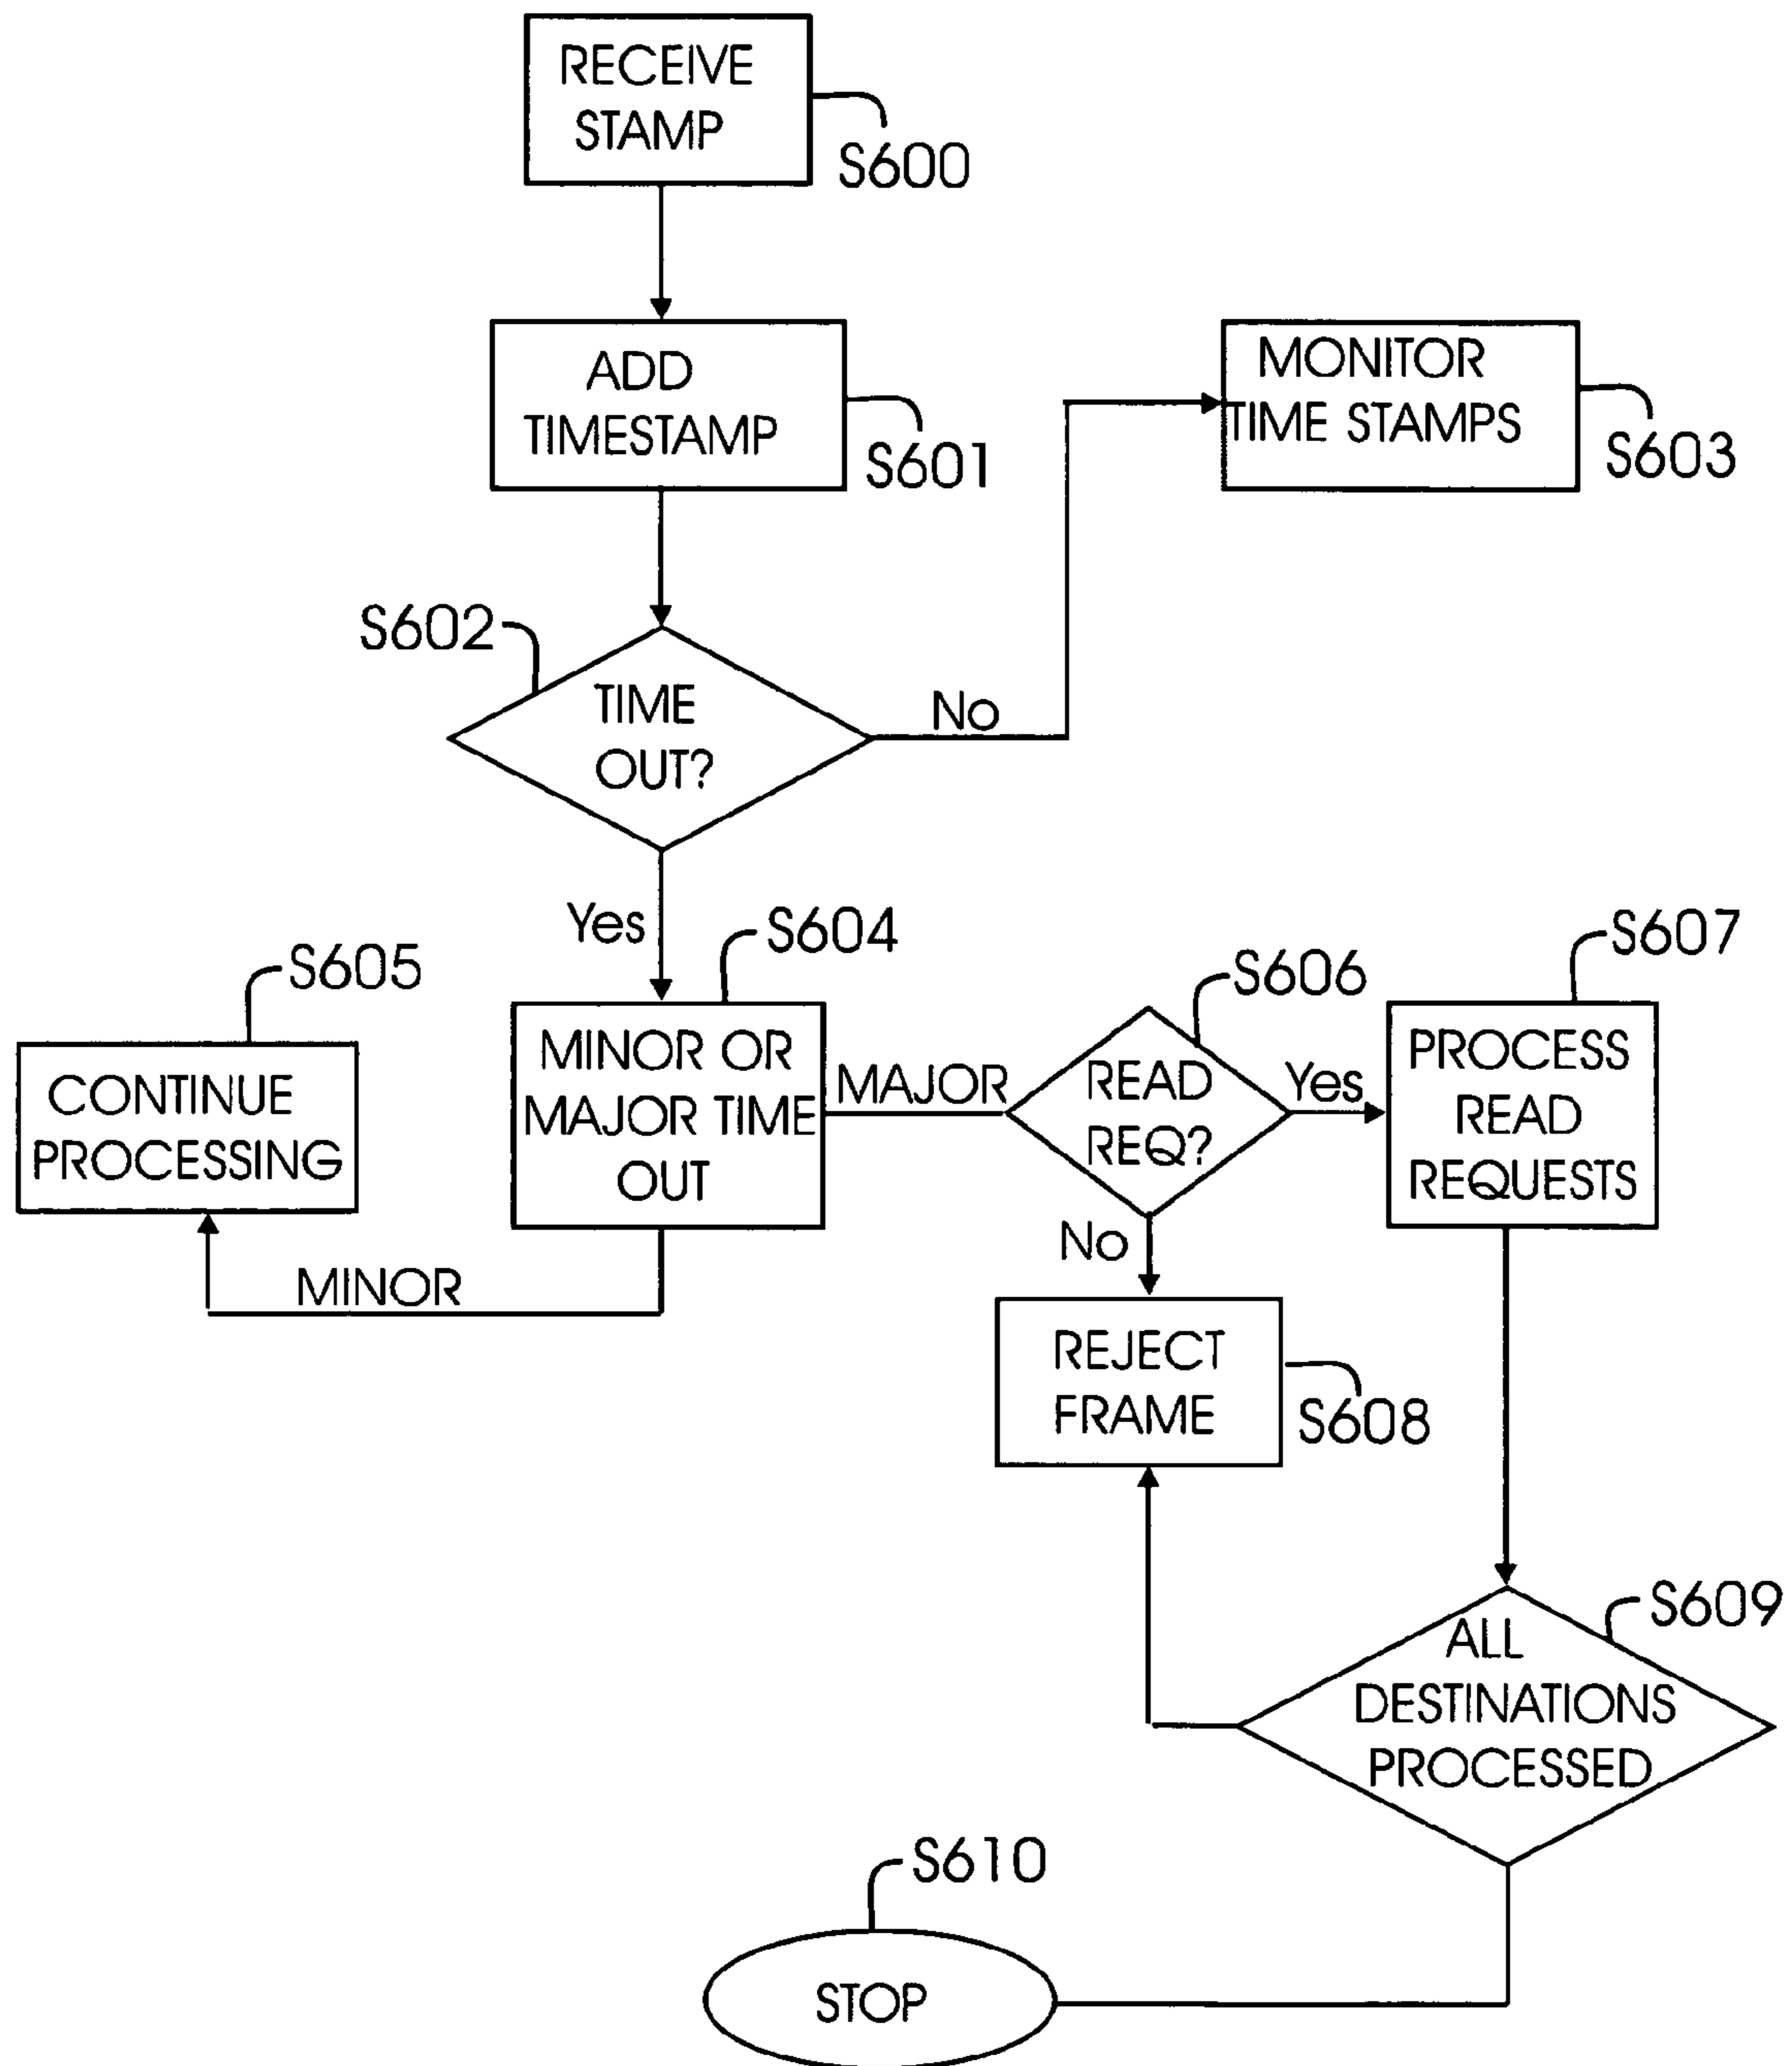 RECEIVE
STAMP
S600
ADD
TIMESTAMP
S601
MONITOR
TIME STAMPS
S603
S602
TIME
OUT?
No
Yes
S604
S605
CONTINUE
PROCESSING
MINOR OR
MAJOR TIME
OUT
MINOR
MAJOR
S606
READ
REQ?
Yes
No
S607
PROCESS
READ
REQUESTS
REJECT
FRAME
S608
S609
ALL
DESTINATIONS
PROCESSED
S610
STOP